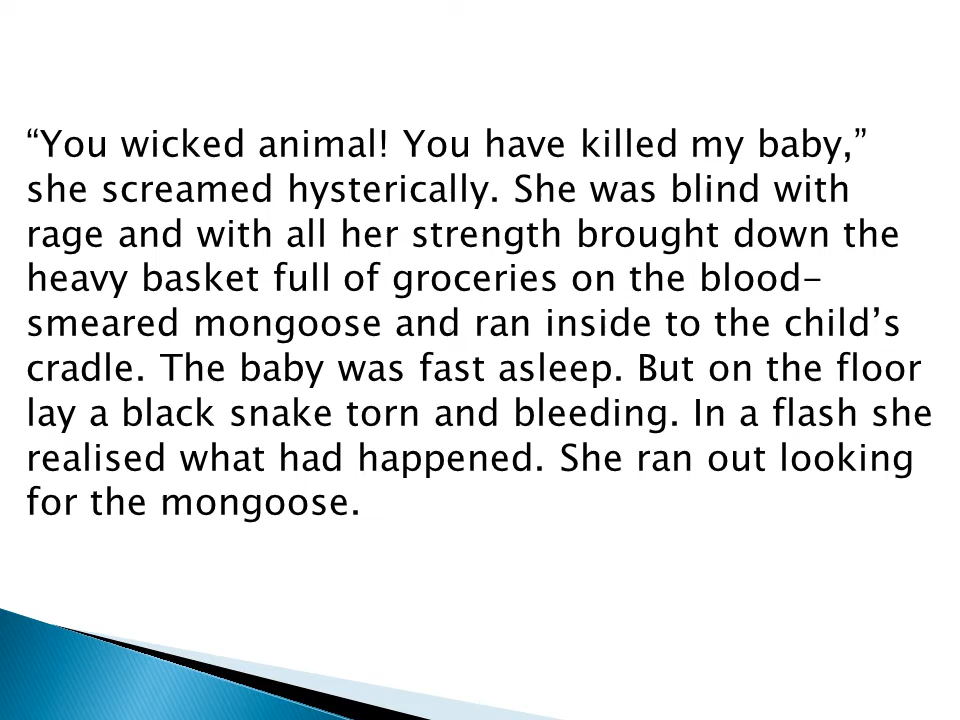 “You wicked animal! You have killed my baby,”
she screamed hysterically. She was blind with
rage and with all her strength brought down the
heavy basket full of groceries on the blood-
smeared mongoose and ran inside to the child’s
cradle. The baby was fast asleep. But on the floor
lay a black snake torn and bleeding. In a flash she
realised what had happened. She ran out looking
for the mongoose.